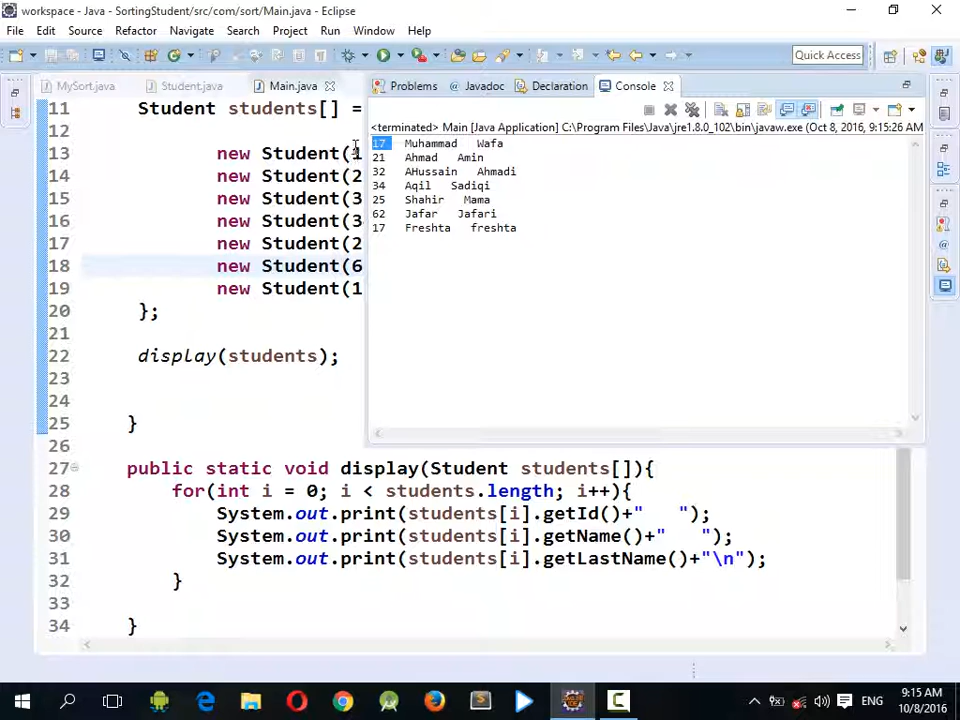 workspace - Java - SortingStudent/src/com/sort/Main.java - Eclipse
File Edit Source Refactor Navigate Search Project Run Window Help
Quick Access
MySort.java Student.java Main.java
Problems Javadoc Declaration Console
<terminated> Main [Java Application] C:\Program Files\Java\jre1.8.0_102\bin\javaw.exe (Oct 8, 2016, 9:15:26 AM)
17 Muhammad Wafa
21 Ahmad Amin
32 AHussain Ahmadi
34 Aqil Sadiqi
25 Shahir Mama
62 Jafar Jafari
17 Freshta freshta
11 Student students[] =
12
13 new Student(1
14 new Student(2
15 new Student(3
16 new Student(3
17 new Student(2
18 new Student(6
19 new Student(1
20 };
21
22 display(students);
23
24
25 }
26
27 public static void display(Student students[]){
28 for(int i = 0; i < students.length; i++){
29 System.out.print(students[i].getId()+"   ");
30 System.out.print(students[i].getName()+"   ");
31 System.out.print(students[i].getLastName()+"\n");
32 }
33
34 }
ENG
9:15 AM
10/8/2016